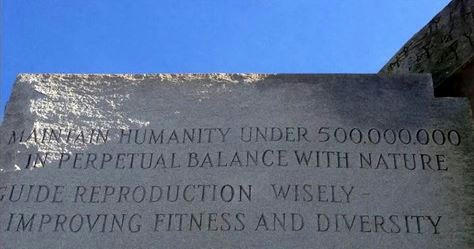 MAINTAIN HUMANITY UNDER 500.000.000
IN PERPETUAL BALANCE WITH NATURE
GUIDE REPRODUCTION WISELY-
IMPROVING FITNESS AND DIVERSITY